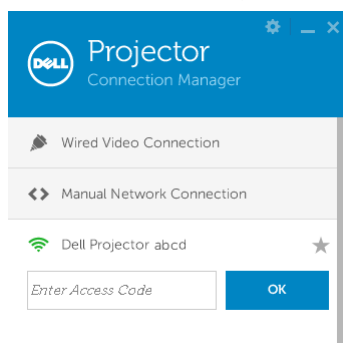 DELL
Projector
Connection Manager
Wired Video Connection
Manual Network Connection
Dell Projector abcd
Enter Access Code
OK